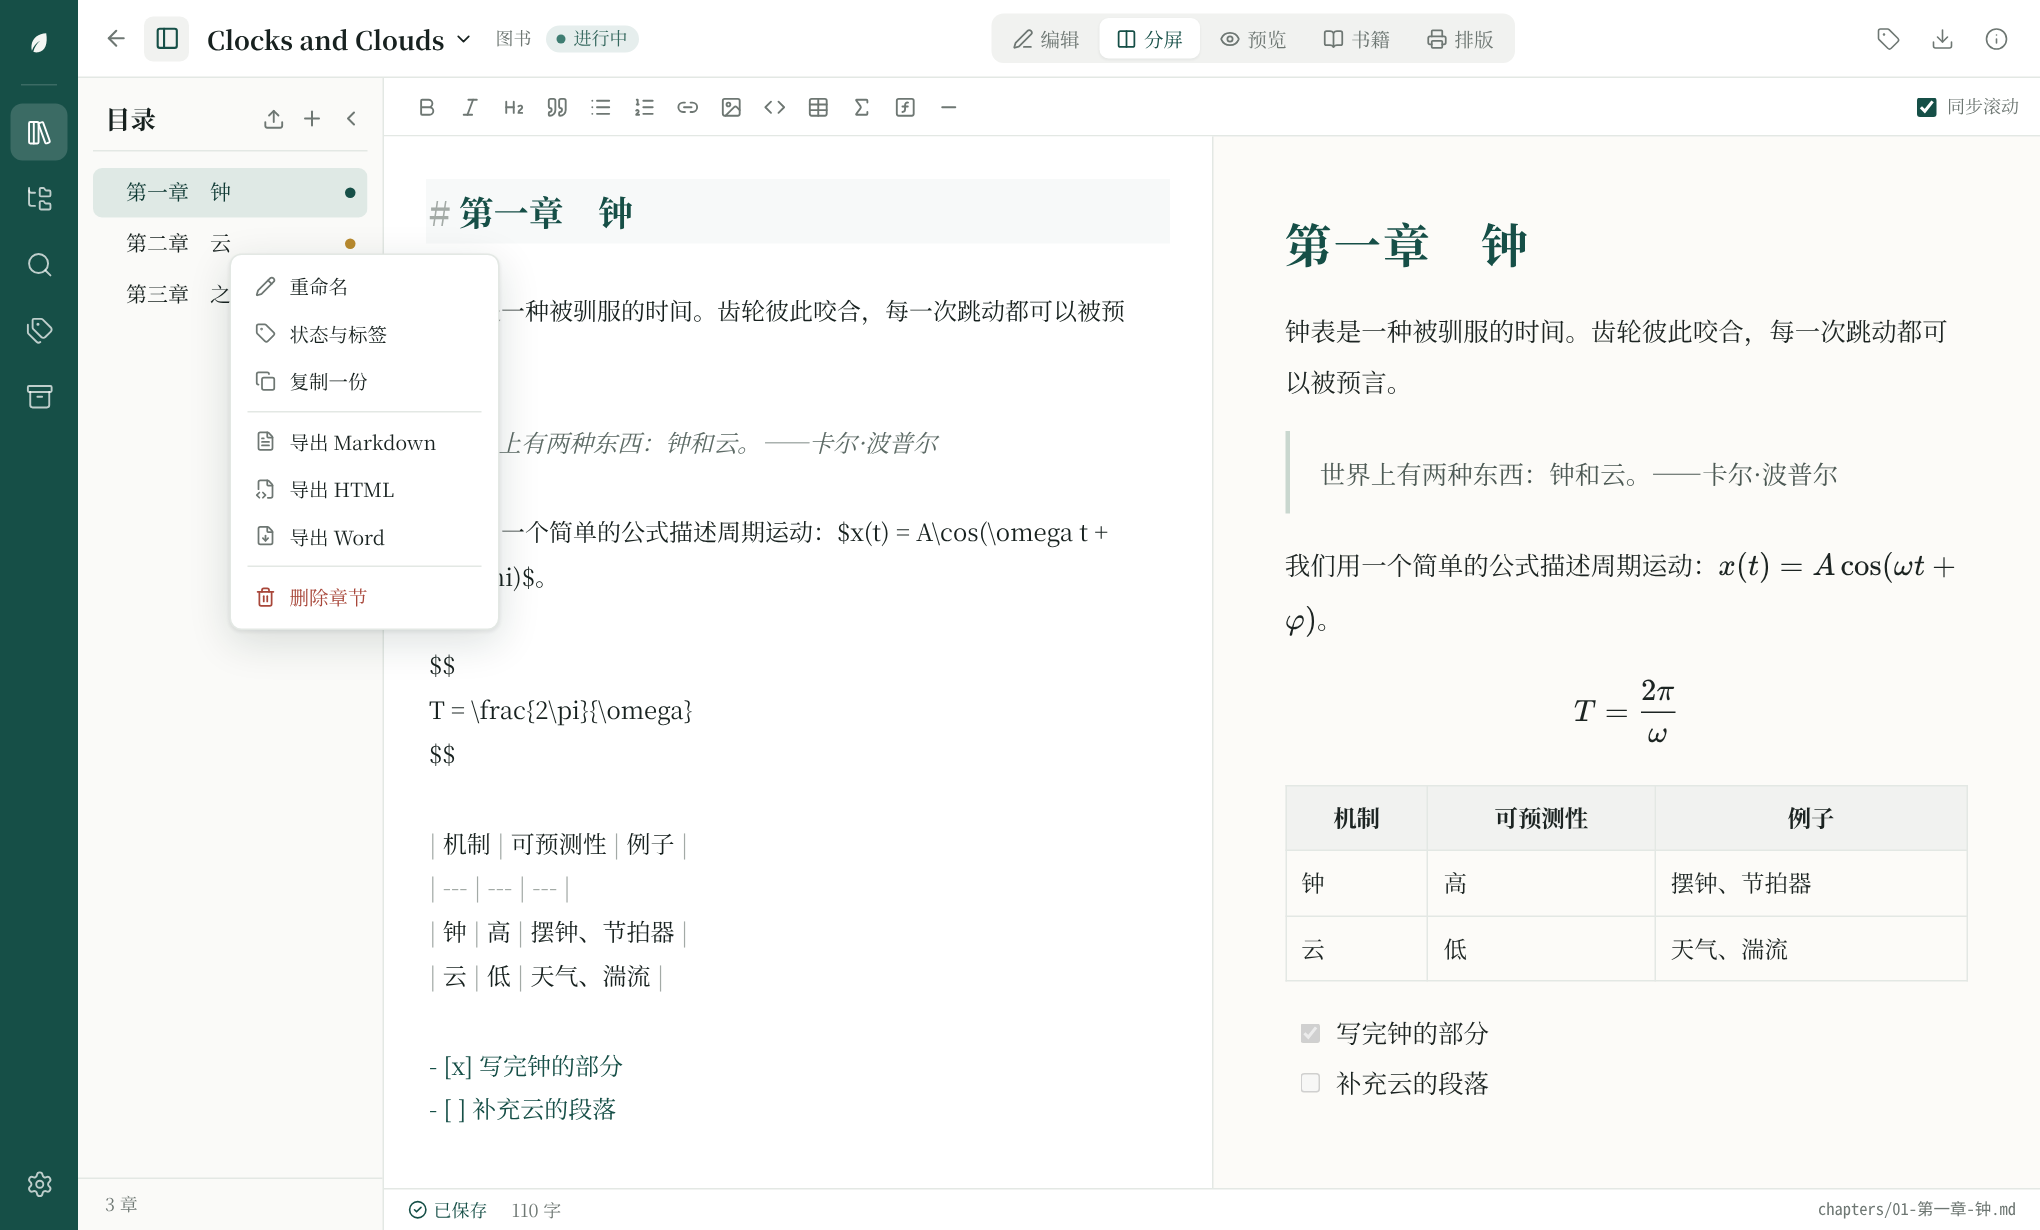 Clocks and Clouds
图书
进行中
编辑
分屏
预览
书籍
排版
目录
H2
Σ
同步滚动
第一章　钟
第二章　云
第三章　之
重命名
状态与标签
复制一份
导出 Markdown
导出 HTML
导出 Word
删除章节
3 章
# 第一章　钟
一种被驯服的时间。齿轮彼此咬合，每一次跳动都可以被预
上有两种东西：钟和云。——卡尔·波普尔
一个简单的公式描述周期运动：$x(t) = A\cos(\omega t +
hi)$。
$$
T = \frac{2\pi}{\omega}
$$
| 机制 | 可预测性 | 例子 |
| --- | --- | --- |
| 钟 | 高 | 摆钟、节拍器 |
| 云 | 低 | 天气、湍流 |
- [x] 写完钟的部分
- [ ] 补充云的段落
第一章　钟
钟表是一种被驯服的时间。齿轮彼此咬合，每一次跳动都可
以被预言。
世界上有两种东西：钟和云。——卡尔·波普尔
我们用一个简单的公式描述周期运动：x(t) = A cos(ωt +
φ)。
T = 2π/ω
机制 可预测性 例子
钟 高 摆钟、节拍器
云 低 天气、湍流
写完钟的部分
补充云的段落
已保存
110 字
chapters/01-第一章-钟.md